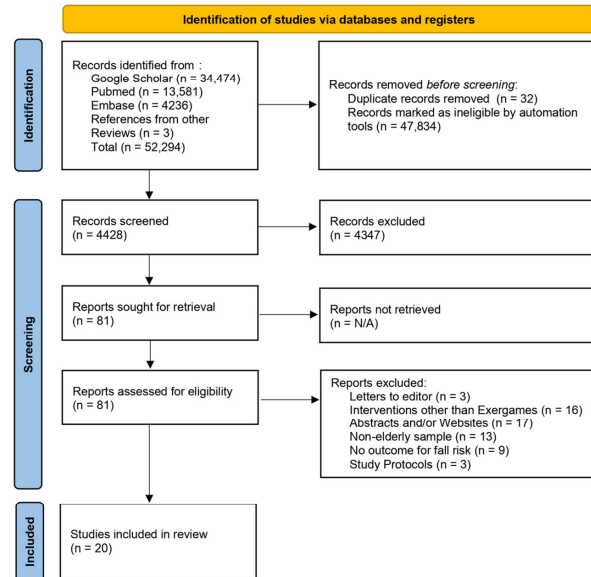 Identification of studies via databases and registers
Identification
Records identified from :
Google Scholar (n = 34,474)
Pubmed (n = 13,581)
Embase (n = 4236)
References from other
Reviews (n = 3)
Total (n = 52,294)
Records removed before screening:
Duplicate records removed (n = 32)
Records marked as ineligible by automation
tools (n = 47,834)
Screening
Records screened
(n = 4428)
Records excluded
(n = 4347)
Reports sought for retrieval
(n = 81)
Reports not retrieved
(n = N/A)
Reports assessed for eligibility
(n = 81)
Reports excluded:
Letters to editor (n = 3)
Interventions other than Exergames (n = 16)
Abstracts and/or Websites (n = 17)
Non-elderly sample (n = 13)
No outcome for fall risk (n = 9)
Study Protocols (n = 3)
Included
Studies included in review
(n = 20)